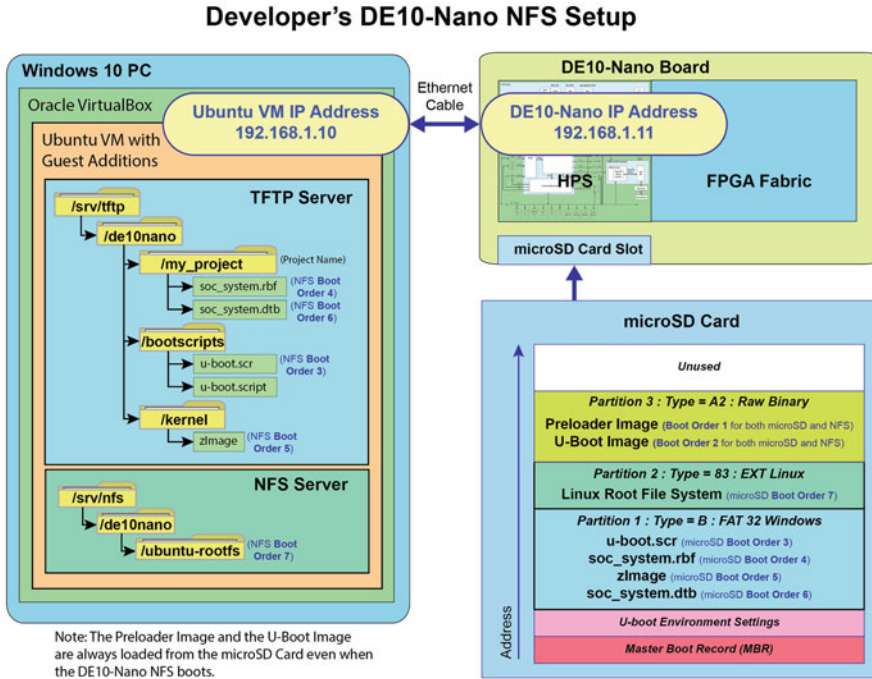 Developer's DE10-Nano NFS Setup
Windows 10 PC
Oracle VirtualBox
Ubuntu VM with
Guest Additions
Ubuntu VM IP Address
192.168.1.10
Ethernet
Cable
DE10-Nano Board
DE10-Nano IP Address
192.168.1.11
HPS
FPGA Fabric
microSD Card Slot
TFTP Server
/srv/tftp
/de10nano
/my_project
(Project Name)
soc_system.rbf
(NFS Boot
Order 4)
soc_system.dtb
(NFS Boot
Order 6)
/bootscripts
u-boot.scr
(NFS Boot
Order 3)
u-boot.script
/kernel
zImage
(NFS Boot
Order 5)
NFS Server
/srv/nfs
/de10nano
/ubuntu-rootfs
(NFS Boot
Order 7)
Note: The Preloader Image and the U-Boot Image
are always loaded from the microSD Card even when
the DE10-Nano NFS boots.
microSD Card
Address
Unused
Partition 3 : Type = A2 : Raw Binary
Preloader Image (Boot Order 1 for both microSD and NFS)
U-Boot Image (Boot Order 2 for both microSD and NFS)
Partition 2 : Type = 83 : EXT Linux
Linux Root File System (microSD Boot Order 7)
Partition 1 : Type = B : FAT 32 Windows
u-boot.scr (microSD Boot Order 3)
soc_system.rbf (microSD Boot Order 4)
zImage (microSD Boot Order 5)
soc_system.dtb (microSD Boot Order 6)
U-boot Environment Settings
Master Boot Record (MBR)